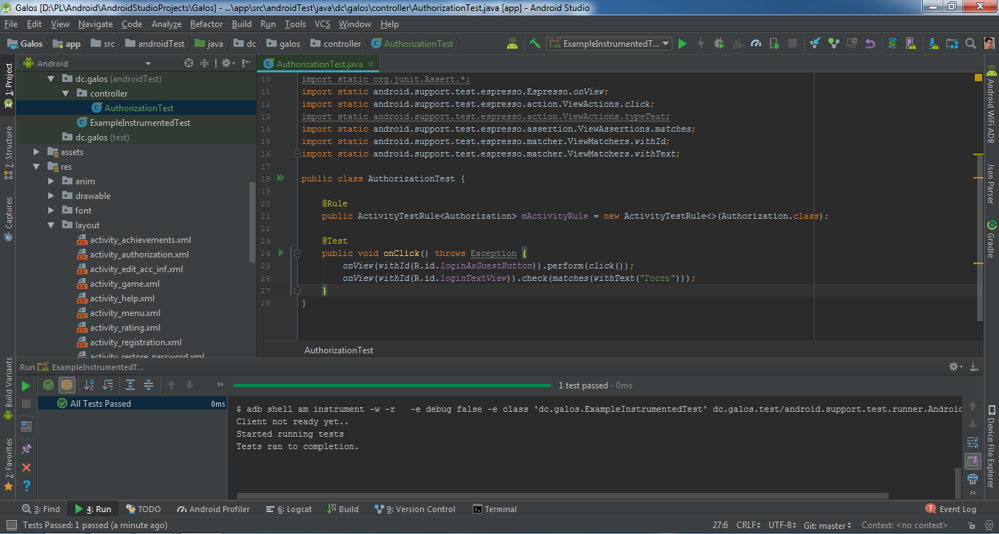 Galos [D:\PL\Android\AndroidStudioProjects\Galos] - ...\app\src\androidTest\java\dc\galos\controller\AuthorizationTest.java [app] - Android Studio
File Edit View Navigate Code Analyze Refactor Build Run Tools VCS Window Help
Galos app src androidTest java dc galos controller AuthorizationTest ExampleInstrumentedT...
Android
AuthorizationTest.java
1: Project
7: Structure
Captures
Build Variants
2: Favorites
dc.galos (androidTest)
controller
AuthorizationTest
ExampleInstrumentedTest
dc.galos (test)
assets
res
anim
drawable
font
layout
activity_achievements.xml
activity_authorization.xml
activity_edit_acc_inf.xml
activity_game.xml
activity_help.xml
activity_menu.xml
activity_rating.xml
activity_registration.xml
activity_restore_password.xml
10 import static org.junit.Assert.*;
11 import static android.support.test.espresso.Espresso.onView;
12 import static android.support.test.espresso.action.ViewActions.click;
13 import static android.support.test.espresso.action.ViewActions.typeText;
14 import static android.support.test.espresso.assertion.ViewAssertions.matches;
15 import static android.support.test.espresso.matcher.ViewMatchers.withId;
16 import static android.support.test.espresso.matcher.ViewMatchers.withText;
17
18 public class AuthorizationTest {
19
20 @Rule
21 public ActivityTestRule<Authorization> mActivityRule = new ActivityTestRule<>(Authorization.class);
22
23 @Test
24 public void onClick() throws Exception {
25 onView(withId(R.id.loginAsGuestButton)).perform(click());
26 onView(withId(R.id.loginTextView)).check(matches(withText("Гость")));
27 }
28 }
AuthorizationTest
Android WiFi ADB
Json Parser
Gradle
Device File Explorer
Run ExampleInstrumentedT...
1 test passed - 0ms
All Tests Passed 0ms
$ adb shell am instrument -w -r -e debug false -e class 'dc.galos.ExampleInstrumentedTest' dc.galos.test/android.support.test.runner.Androi
Client not ready yet..
Started running tests
Tests ran to completion.
3: Find 4: Run TODO Android Profiler 6: Logcat Build 9: Version Control Terminal 7 Event Log
Tests Passed: 1 passed (a minute ago) 27:6 CRLF UTF-8 Git: master Context: <no context>